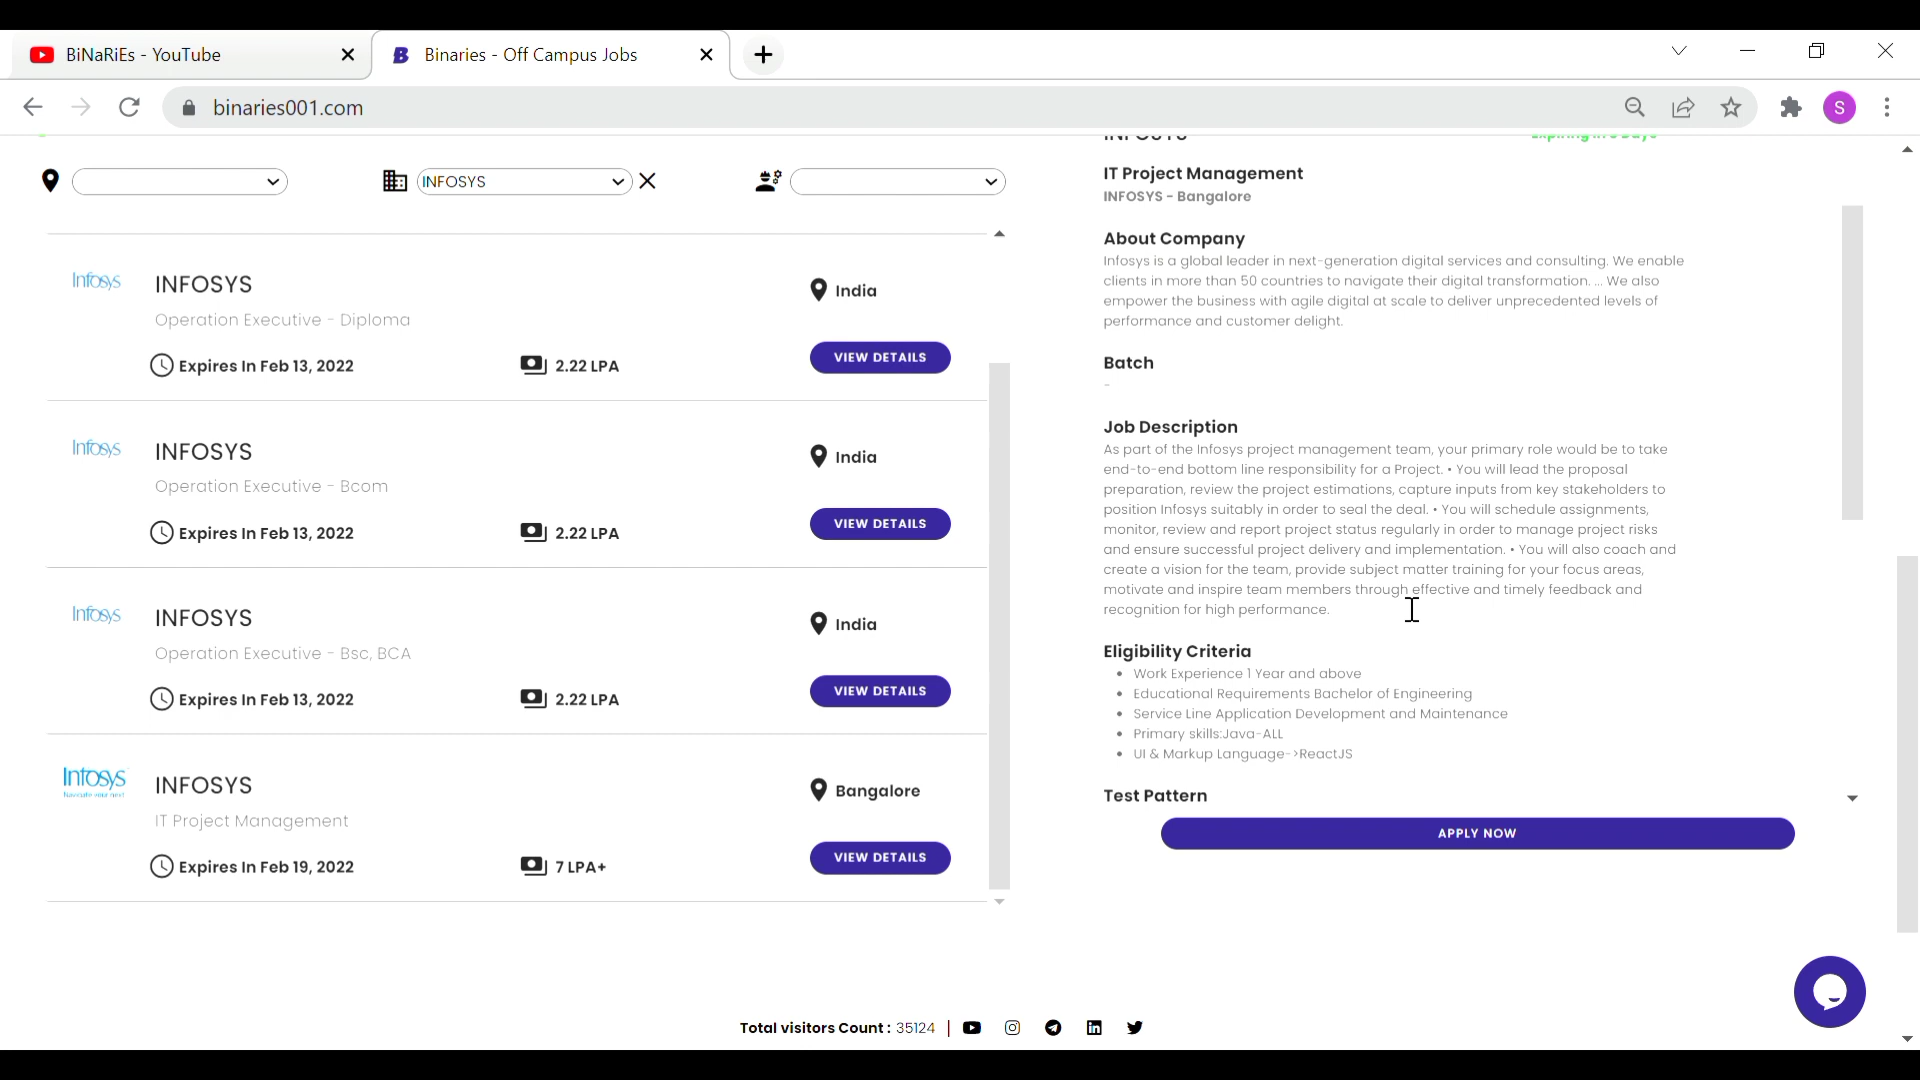 BiNaRiEs - YouTube
Binaries - Off Campus Jobs
binaries001.com
S
INFOSYS
Infosys
INFOSYS
India
Operation Executive - Diploma
Expires In Feb 13, 2022
2.22 LPA
VIEW DETAILS
Infosys
INFOSYS
India
Operation Executive - Bcom
Expires In Feb 13, 2022
2.22 LPA
VIEW DETAILS
Infosys
INFOSYS
India
Operation Executive - Bsc, BCA
Expires In Feb 13, 2022
2.22 LPA
VIEW DETAILS
Infosys
INFOSYS
Bangalore
IT Project Management
Expires In Feb 19, 2022
7 LPA+
VIEW DETAILS
INFOSYS
IT Project Management
INFOSYS - Bangalore
About Company
Infosys is a global leader in next-generation digital services and consulting. We enable
clients in more than 50 countries to navigate their digital transformation. ... We also
empower the business with agile digital at scale to deliver unprecedented levels of
performance and customer delight.
Batch
-
Job Description
As part of the Infosys project management team, your primary role would be to take
end-to-end bottom line responsibility for a Project. • You will lead the proposal
preparation, review the project estimations, capture inputs from key stakeholders to
position Infosys suitably in order to seal the deal. • You will schedule assignments,
monitor, review and report project status regularly in order to manage project risks
and ensure successful project delivery and implementation. • You will also coach and
create a vision for the team, provide subject matter training for your focus areas,
motivate and inspire team members through effective and timely feedback and
recognition for high performance.
Eligibility Criteria
• Work Experience 1 Year and above
• Educational Requirements Bachelor of Engineering
• Service Line Application Development and Maintenance
• Primary skills:Java-ALL
• UI & Markup Language->ReactJS
Test Pattern
APPLY NOW
Total visitors Count : 35124 |